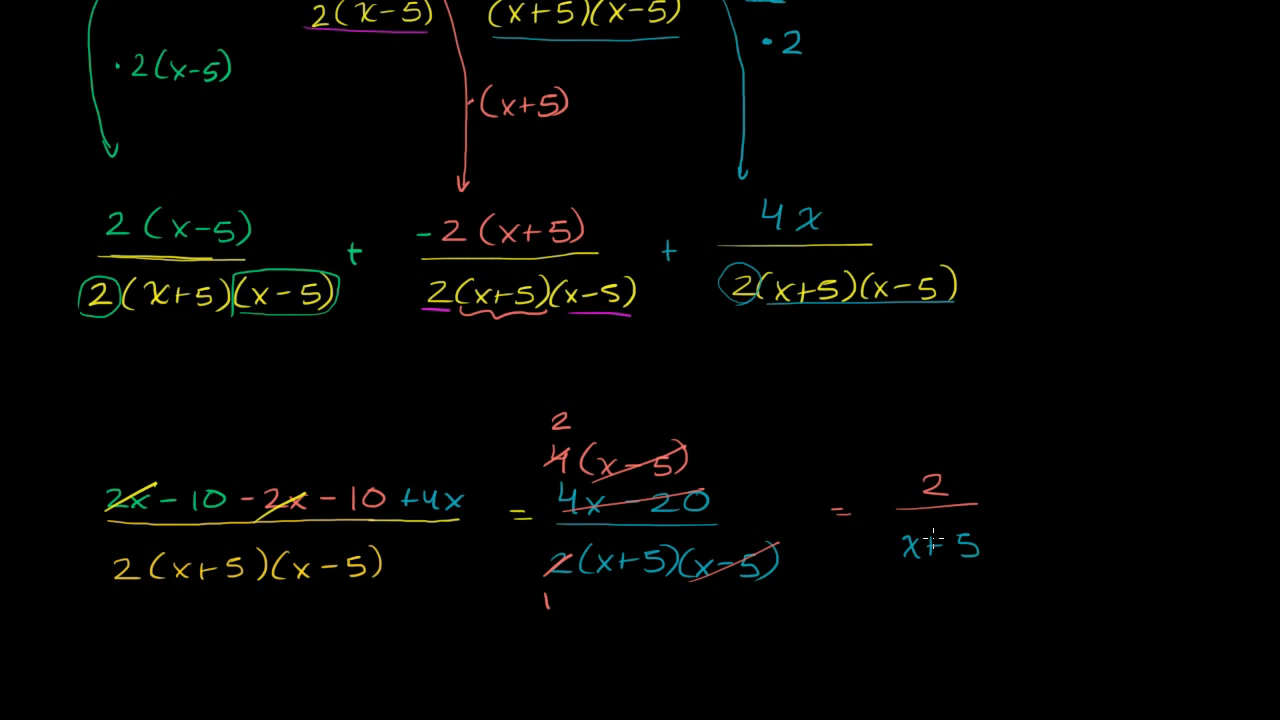 2(x-5) (x+5)(x-5)
· 2(x-5) ·(x+5) · 2
2(x-5) + -2(x+5) + 4x
2(x+5)(x-5) 2(x+5)(x-5) 2(x+5)(x-5)
2
4(x-5)
2x - 10 - 2x - 10 + 4x = 4x - 20 = 2
2(x+5)(x-5) 2(x+5)(x-5) x+5
1